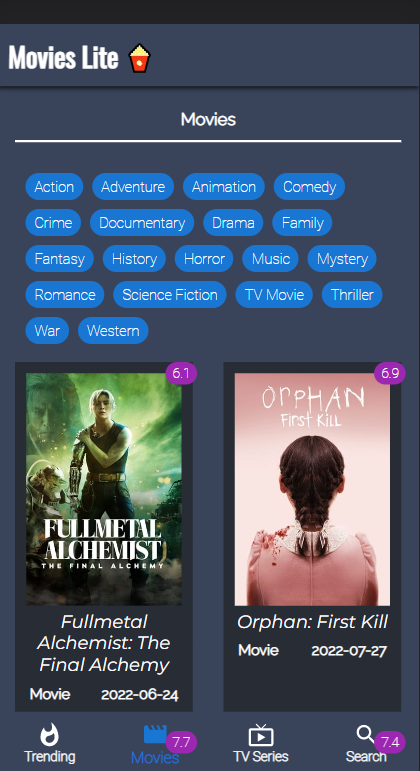 Movies Lite
Movies
Action Adventure Animation Comedy
Crime Documentary Drama Family
Fantasy History Horror Music Mystery
Romance Science Fiction TV Movie Thriller
War Western
6.1
FULLMETAL
ALCHEMIST
THE FINAL ALCHEMY
Fullmetal
Alchemist: The
Final Alchemy
Movie 2022-06-24
6.9
ORPHAN
FIRST KILL
Orphan: First Kill
Movie 2022-07-27
7.7 7.4
Trending Movies TV Series Search